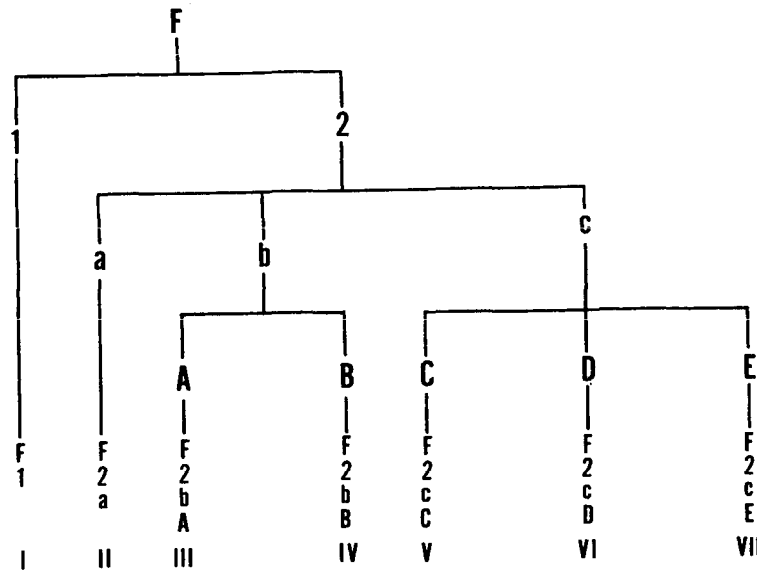 F
1 2
a b c
A B C D E
F F F F F F F
1 2 2 2 2 2 2
a b b c c c
A B C D E
I II III IV V VI VII